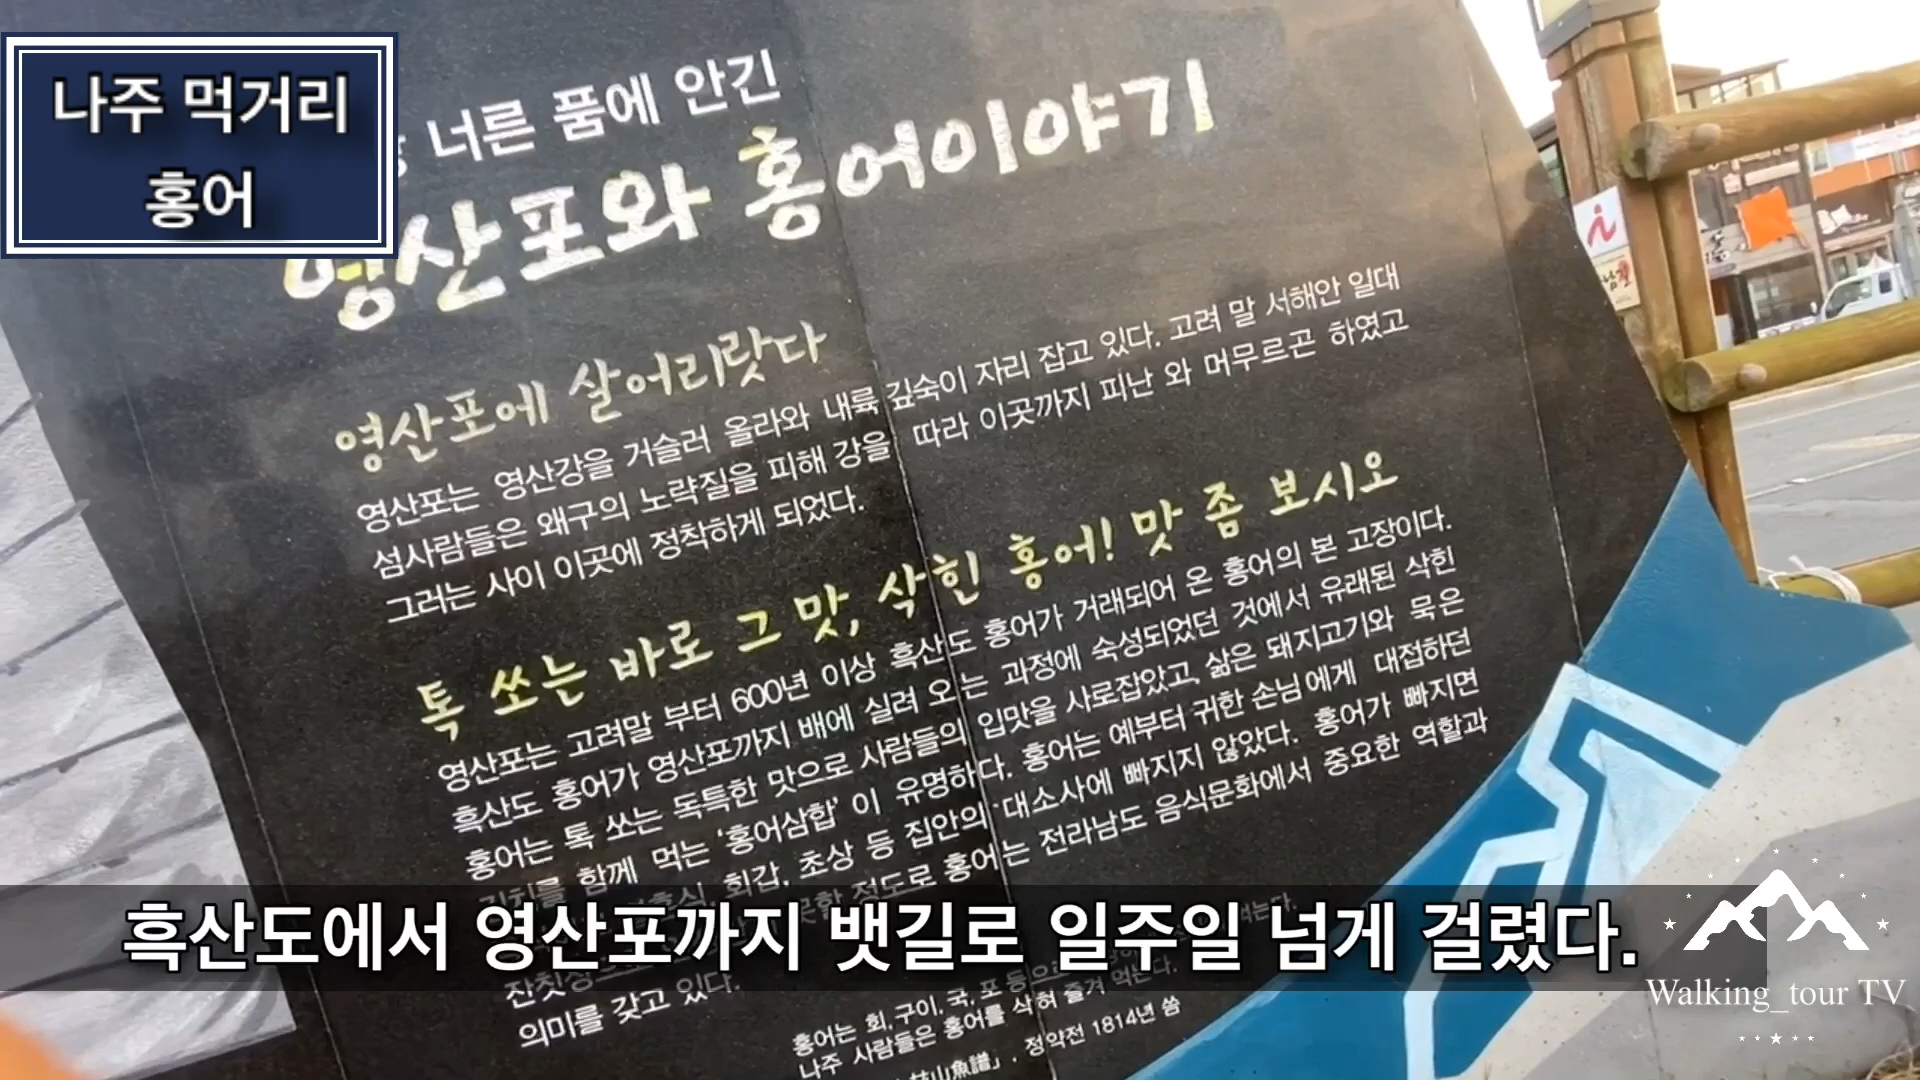 나주 먹거리
홍어
너른 품에 안긴
영산포와 홍어이야기
영산포에 살어리랏다
영산포는 영산강을 거슬러 올라와 내륙 깊숙이 자리 잡고 있다. 고려 말 서해안 일대
섬사람들은 왜구의 노략질을 피해 강을 따라 이곳까지 피난 와 머무르곤 하였고
그러는 사이 이곳에 정착하게 되었다.
톡 쏘는 바로 그 맛, 삭힌 홍어! 맛 좀 보시오
영산포는 고려말 부터 600년 이상 흑산도 홍어가 거래되어 온 홍어의 본 고장이다.
흑산도 홍어가 영산포까지 배에 실려 오는 과정에 숙성되었던 것에서 유래된 삭힌
홍어는 톡 쏘는 독특한 맛으로 사람들의 입맛을 사로잡았고, 삶은 돼지고기와 묵은
김치를 함께 먹는 ‘홍어삼합’ 이 유명하다. 홍어는 예부터 귀한 손님에게 대접하던
회갑, 초상 등 집안의 대소사에 빠지지 않았다. 홍어가 빠지면
정도로 홍어는 전라남도 음식문화에서 중요한 역할과
의미를 갖고 있다.
홍어는 회, 구이, 국, 포 등으로
나주 사람들은 홍어를 삭혀 즐겨 먹는다.
山魚譜」, 정약전 1814년 씀
흑산도에서 영산포까지 뱃길로 일주일 넘게 걸렸다.
Walking_tour TV